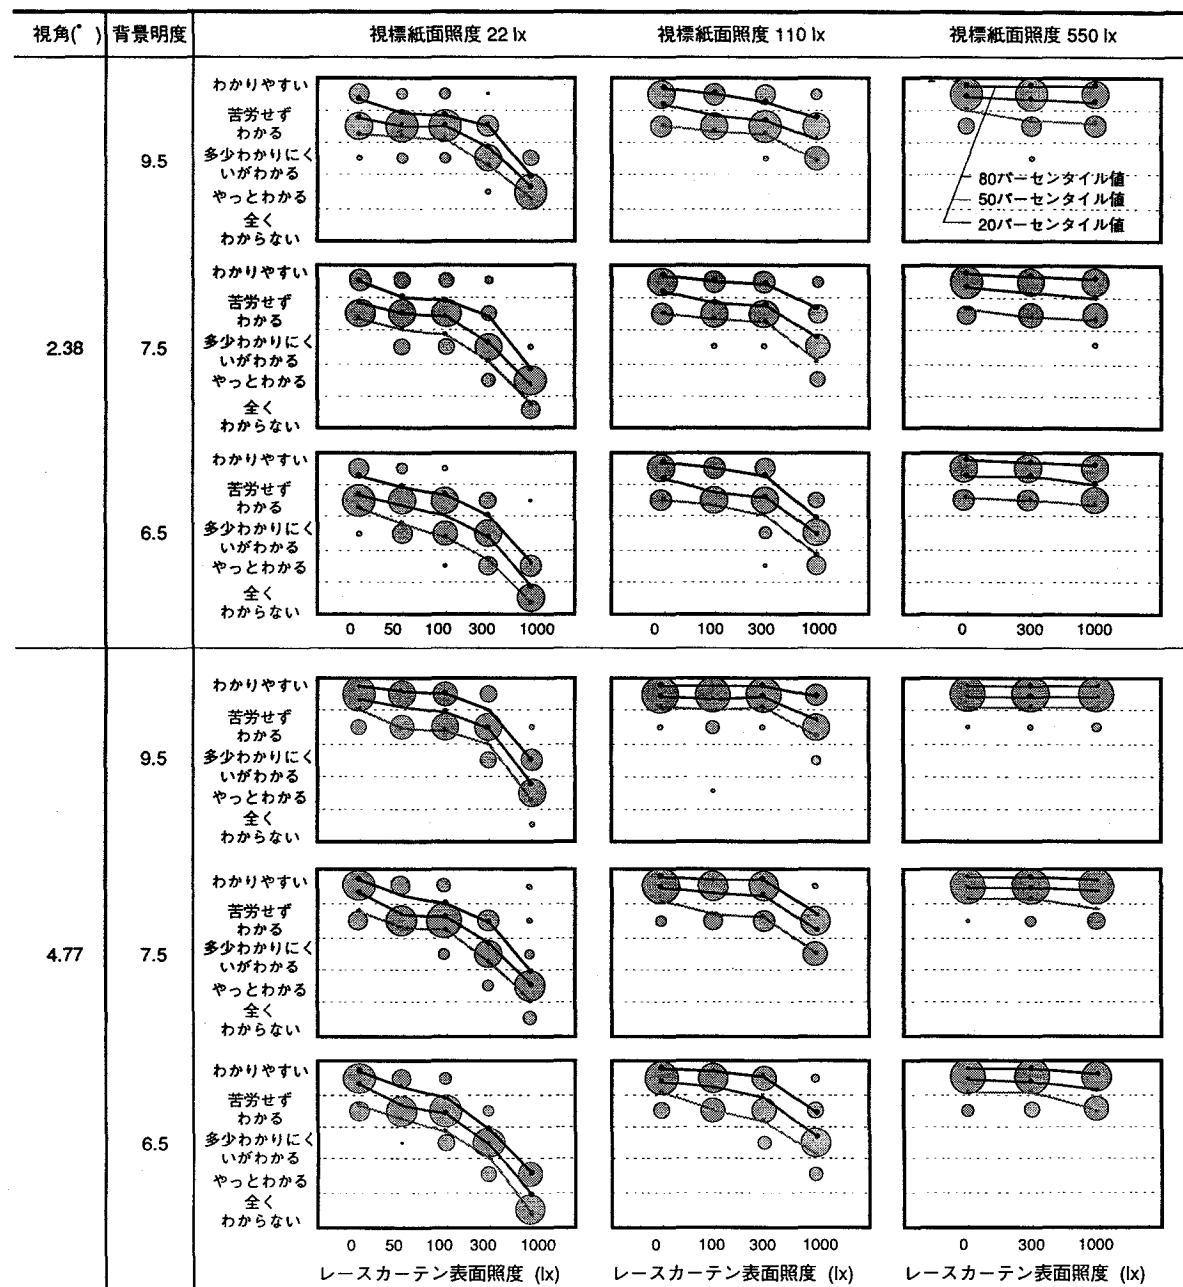 視角(°) 背景明度 視標紙面照度 22 lx 視標紙面照度 110 lx 視標紙面照度 550 lx
わかりやすい
苦労せず
わかる
多少わかりにく
いがわかる
やっとわかる
全く
わからない
9.5
80パーセンタイル値
50パーセンタイル値
20パーセンタイル値
わかりやすい
苦労せず
わかる
多少わかりにく
いがわかる
やっとわかる
全く
わからない
2.38 7.5
わかりやすい
苦労せず
わかる
多少わかりにく
いがわかる
やっとわかる
全く
わからない
6.5
0 50 100 300 1000 0 100 300 1000 0 300 1000
わかりやすい
苦労せず
わかる
多少わかりにく
いがわかる
やっとわかる
全く
わからない
9.5
わかりやすい
苦労せず
わかる
多少わかりにく
いがわかる
やっとわかる
全く
わからない
4.77 7.5
わかりやすい
苦労せず
わかる
多少わかりにく
いがわかる
やっとわかる
全く
わからない
6.5
0 50 100 300 1000 0 100 300 1000 0 300 1000
レースカーテン表面照度 (lx) レースカーテン表面照度 (lx) レースカーテン表面照度 (lx)